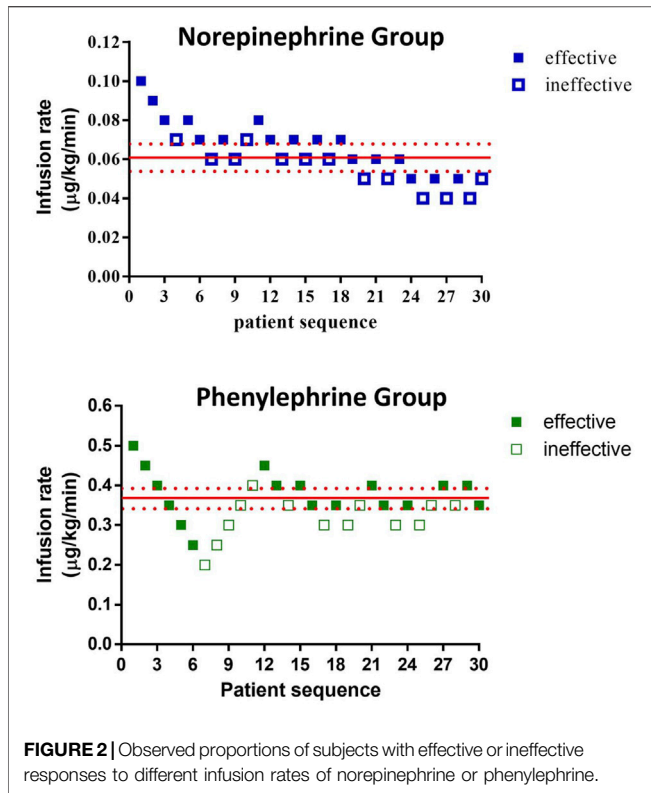 Norepinephrine Group
effective
ineffective
Infusion rate
(µg/kg/min)
0.12
0.10
0.08
0.06
0.04
0.02
0.00
0 3 6 9 12 15 18 21 24 27 30
patient sequence
Phenylephrine Group
effective
ineffective
Infusion rate
(µg/kg/min)
0.6
0.5
0.4
0.3
0.2
0.1
0.0
0 3 6 9 12 15 18 21 24 27 30
Patient sequence
FIGURE 2 | Observed proportions of subjects with effective or ineffective
responses to different infusion rates of norepinephrine or phenylephrine.